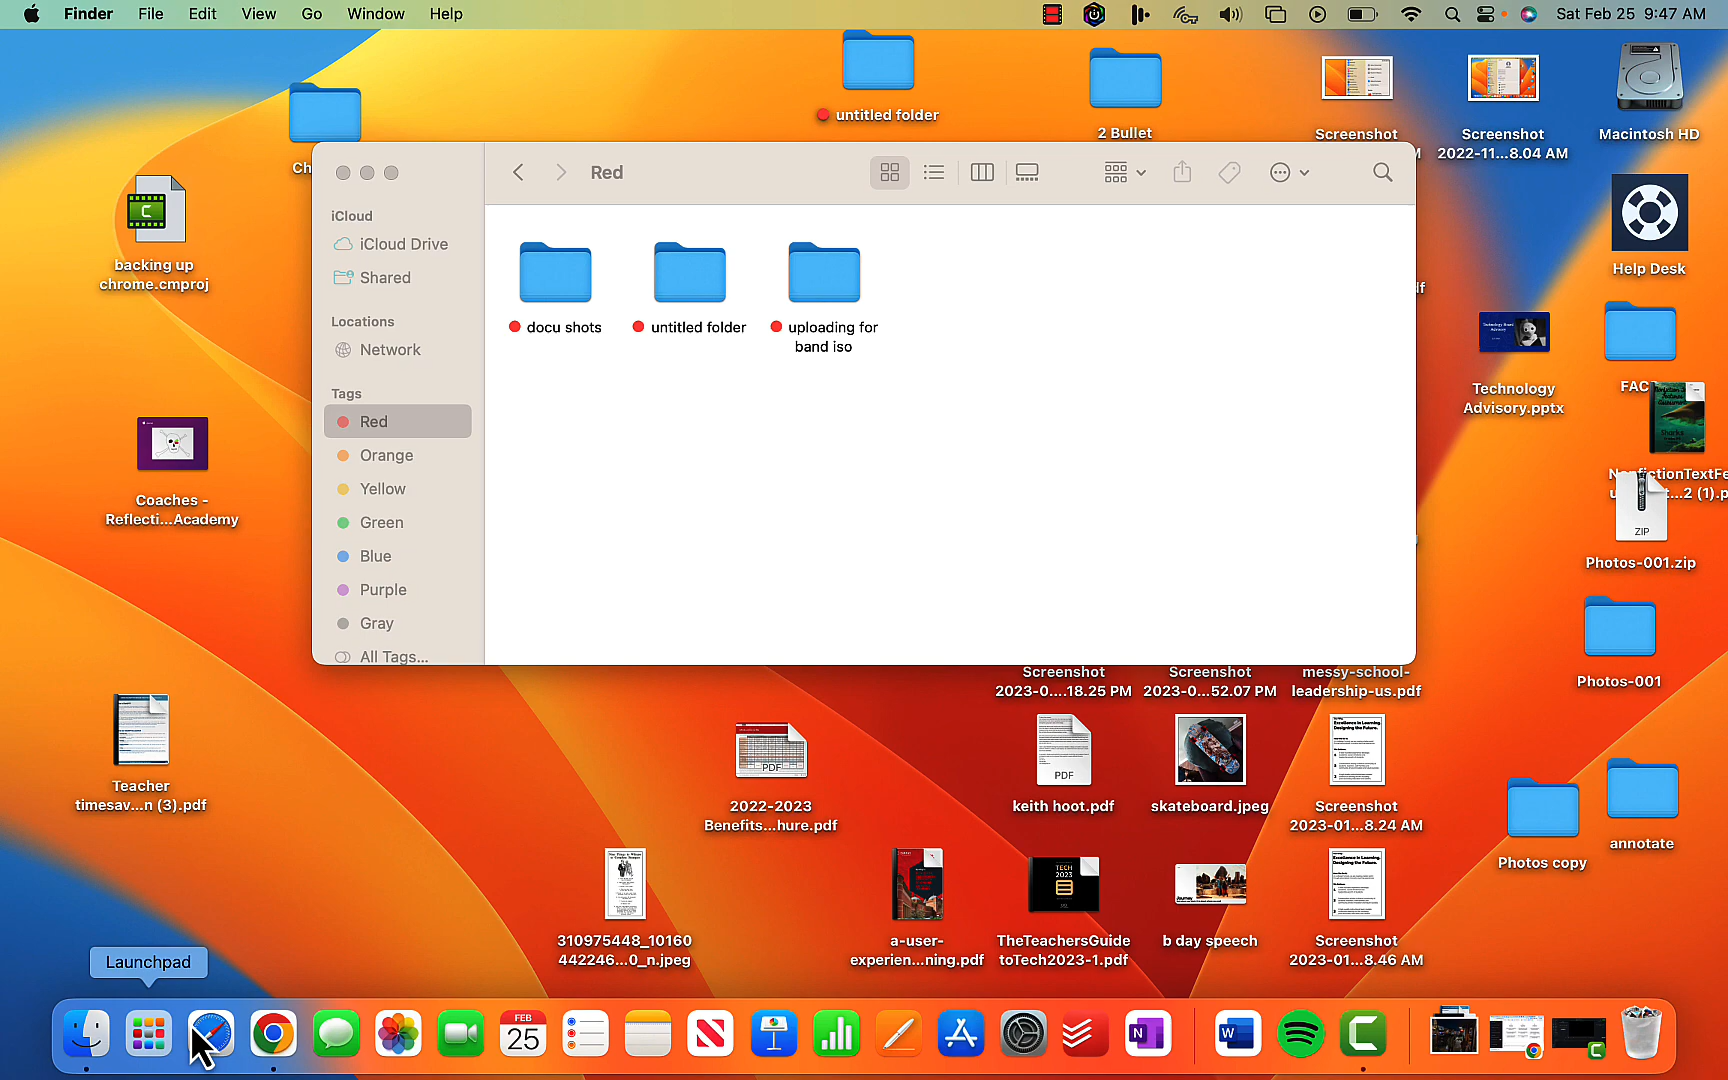 Finder File Edit View Go Window Help
Sat Feb 25 9:47 AM
untitled folder
2 Bullet
Screenshot
Screenshot
2022-11...8.04 AM
Macintosh HD
Ch
backing up
chrome.cmproj
Red
iCloud
iCloud Drive
Shared
Locations
Network
Tags
Red
Orange
Yellow
Green
Blue
Purple
Gray
All Tags...
docu shots
untitled folder
uploading for
band iso
Help Desk
Technology
Advisory.pptx
FAC
ZIP
Photos-001.zip
Photos-001
Coaches -
Reflecti...Academy
Teacher
timesav...n (3).pdf
Screenshot
2023-0....18.25 PM
Screenshot
2023-0...52.07 PM
messy-school-
leadership-us.pdf
PDF
2022-2023
Benefits...hure.pdf
PDF
keith hoot.pdf
skateboard.jpeg
Screenshot
2023-01...8.24 AM
Photos copy
annotate
310975448_10160
442246...0_n.jpeg
a-user-
experien...ning.pdf
TECH
2023
TheTeachersGuide
toTech2023-1.pdf
b day speech
Screenshot
2023-01...8.46 AM
Launchpad
FEB
25